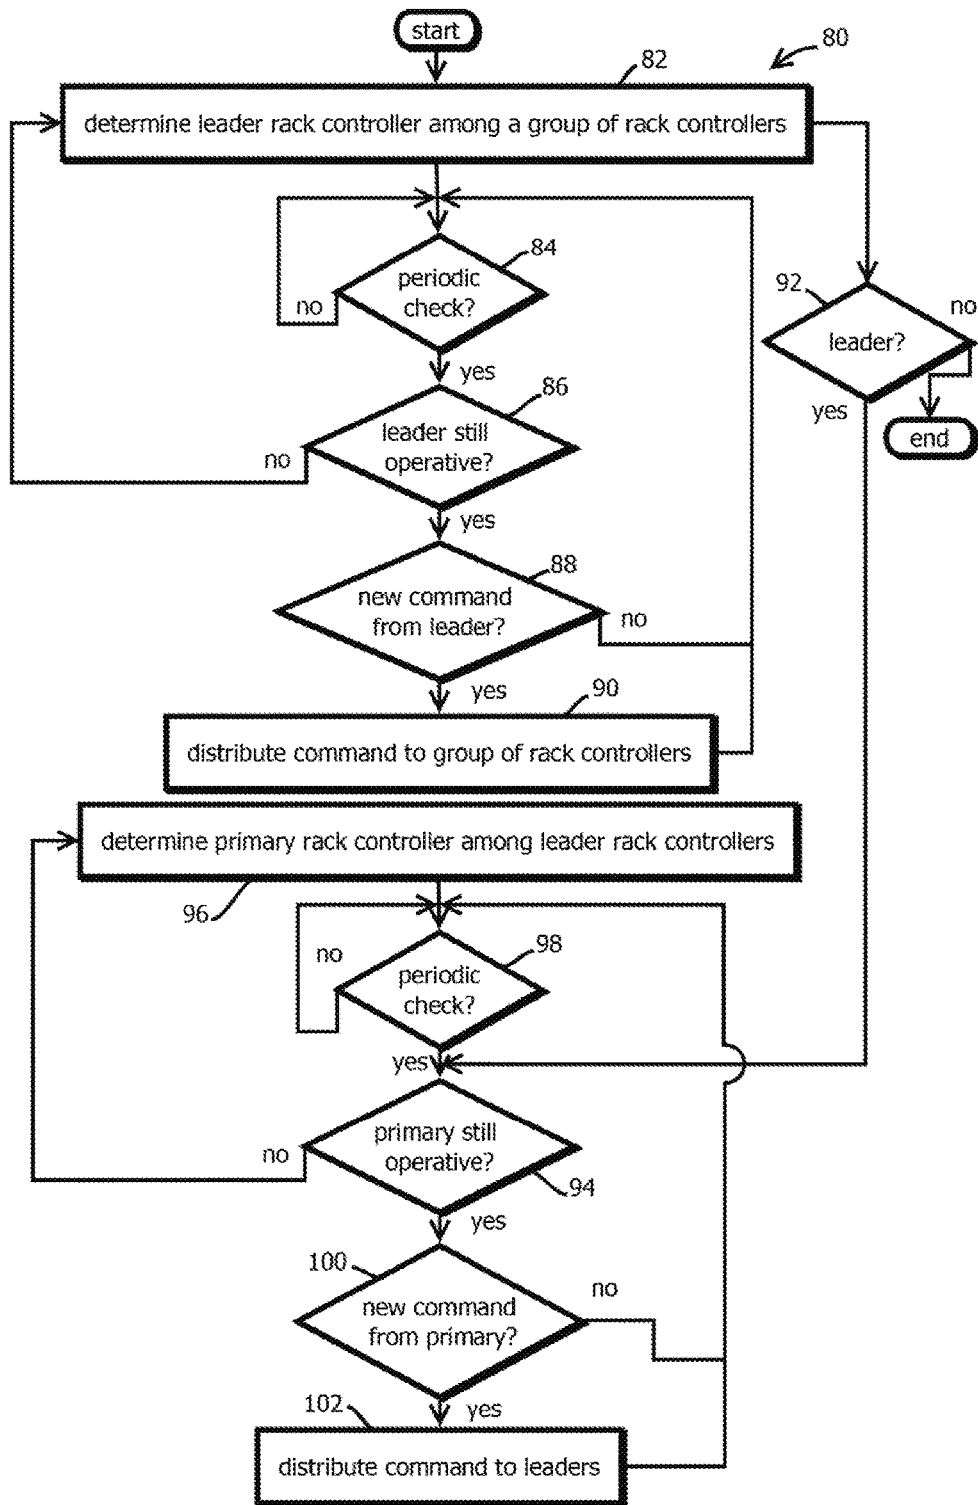 start
80
82
determine leader rack controller among a group of rack controllers
84
periodic
check?
no
yes
92
no
leader?
yes
end
86
leader still
operative?
no
yes
88
new command
from leader?
no
yes
90
distribute command to group of rack controllers
determine primary rack controller among leader rack controllers
96
98
no
periodic
check?
yes
primary still
operative?
no
94
yes
100
new command
from primary?
no
yes
102
distribute command to leaders